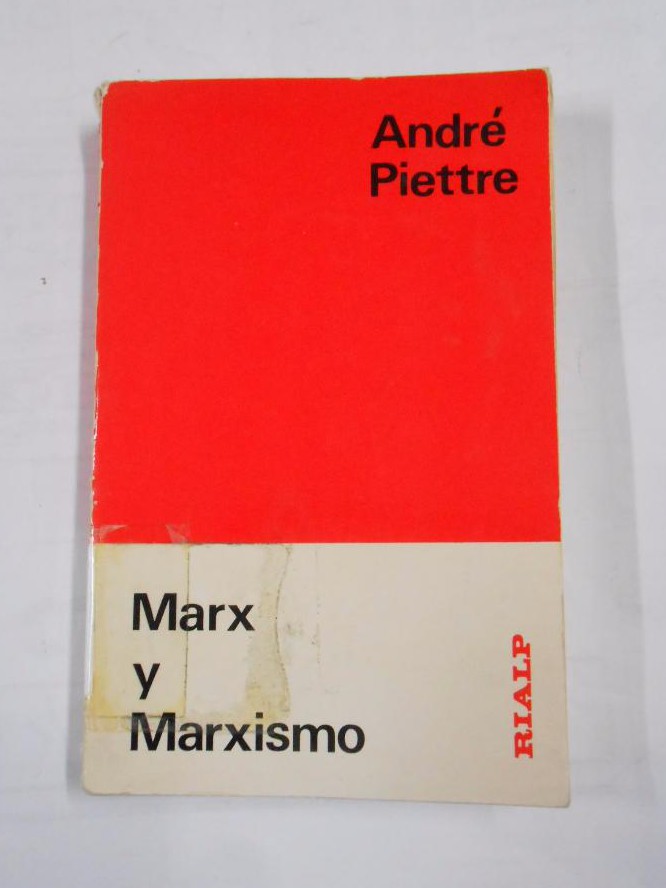 André
Piettre
Marx
y
Marxismo
RIALP